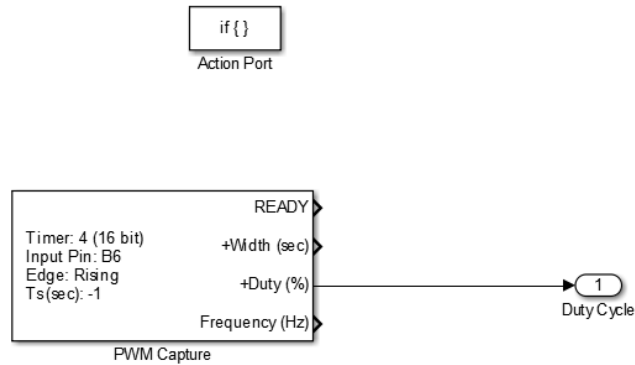 if { }
Action Port
READY
Timer: 4 (16 bit)
Input Pin: B6
Edge: Rising
Ts(sec): -1
+Width (sec)
+Duty (%)
Frequency (Hz)
PWM Capture
1
Duty Cycle